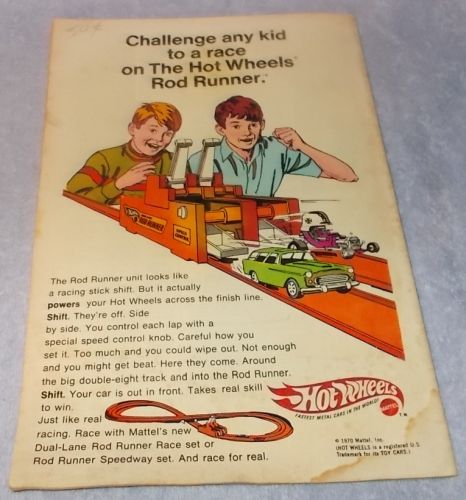 50¢
Challenge any kid
to a race
on The Hot Wheels®
Rod Runner.™
ROD RUNNER
SPEED
CONTROL
The Rod Runner unit looks like
a racing stick shift. But it actually
powers your Hot Wheels across the finish line.
Shift. They're off. Side
by side. You control each lap with a
special speed control knob. Careful how you
set it. Too much and you could wipe out. Not enough
and you might get beat. Here they come. Around
the big double-eight track and into the Rod Runner.
Shift. Your car is out in front. Takes real skill
to win.
Just like real
racing. Race with Mattel's new
Dual-Lane Rod Runner Race set or
Rod Runner Speedway set. And race for real.
Hot Wheels
FASTEST METAL CARS IN THE WORLD!
MATTEL
T.M.
© 1970 Mattel, Inc.
(HOT WHEELS is a registered U.S.
Trademark for its TOY CARS.)